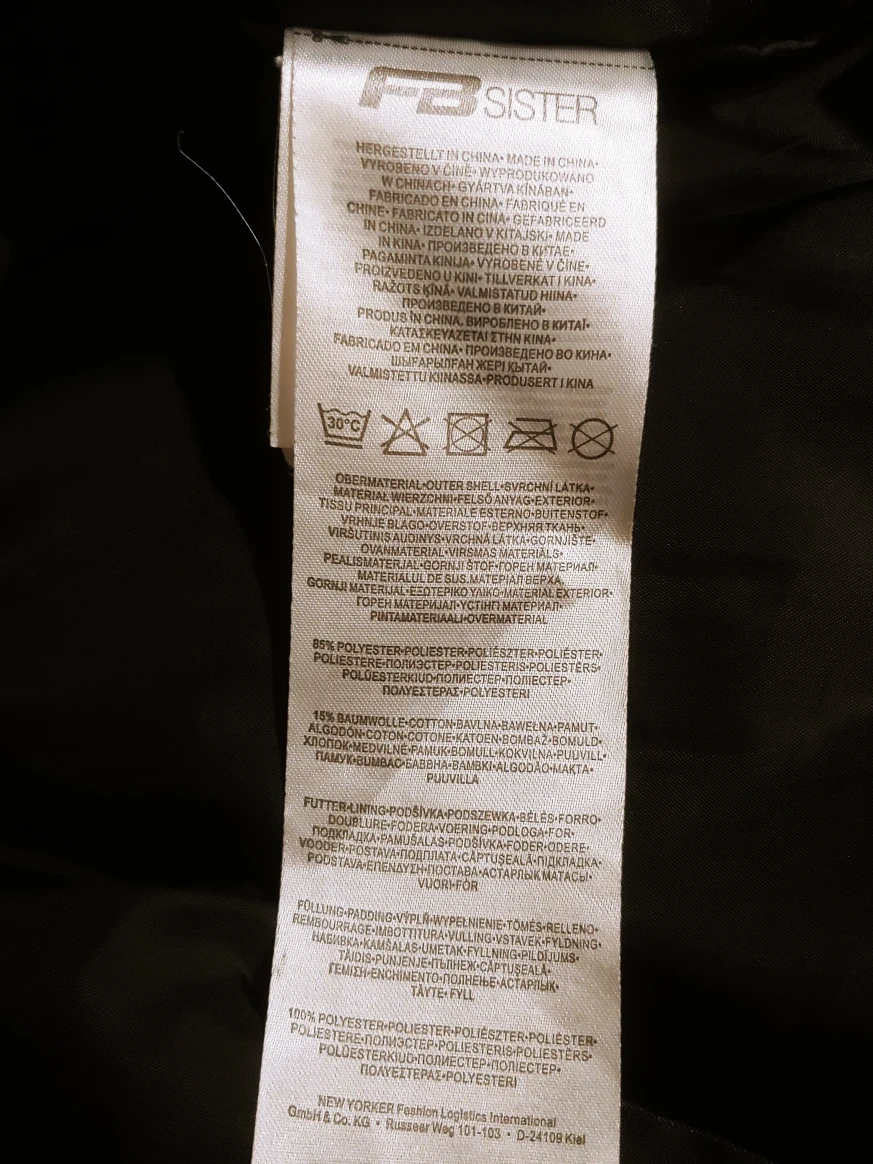 FB SISTER
HERGESTELLT IN CHINA• MADE IN CHINA•
VYROBENO V ČÍNĚ• WYPRODUKOWANO
W CHINACH• GYÁRTVA KÍNÁBAN•
FABRICADO EN CHINA• FABRIQUÉ EN
CHINE• FABRICATO IN CINA• GEFABRICEERD
IN CHINA• IZDELANO V KITAJSKI• MADE
IN KINA• ПРОИЗВЕДЕНО В КИТАЕ•
PAGAMINTA KINIJA• VYROBENÉ V ČÍNE•
PROIZVEDENO U KINI• TILLVERKAT I KINA•
RAŽOTS ĶĪNĀ• VALMISTATUD HIINA•
ПРОИЗВЕДЕНО В КИТАЙ•
PRODUS ÎN CHINA. ВИРОБЛЕНО В КИТАЇ•
ΚΑΤΑΣΚΕΥΑΖΕΤΑΙ ΣΤΗΝ ΚΙΝΑ•
FABRICADO EM CHINA• ПРОИЗВЕДЕНО ВО КИНА•
ШЫҒАРЫЛҒАН ЖЕРІ ҚЫТАЙ•
VALMISTETTU KIINASSA•PRODUSERT I KINA
30°C
OBERMATERIAL•OUTER SHELL•SVRCHNÍ LÁTKA•
MATERIAŁ WIERZCHNI•FELSŐ ANYAG•EXTERIOR•
TISSU PRINCIPAL•MATERIALE ESTERNO•BUITENSTOF•
VRHNJE BLAGO•OVERSTOF•ВЕРХНЯЯ ТКАНЬ•
VIRŠUTINIS AUDINYS•VRCHNÁ LÁTKA•GORNJIŠTE•
OVANMATERIAL•VIRSMAS MATERIĀLS•
PEALISMATERJAL•GORNJI ŠTOF•ГОРЕН МАТЕРИАЛ•
MATERIALUL DE SUS.МАТЕРІАЛ ВЕРХА
GORNJI MATERIJAL•ΕΞΩΤΕΡΙΚΟ ΥΛΙΚΟ•MATERIAL EXTERIOR•
ГОРЕН МАТЕРИЈАЛ•ҮСТІҢГІ МАТЕРИАЛ•
PINTAMATERIAALI•OVERMATERIAL
85% POLYESTER•POLIESTER•POLIÉSZTER•POLIÉSTER•
POLIESTERE•ПОЛИЭСТЕР•POLIESTERIS•POLIESTĒRS•
POLÜESTERKIUD•ПОЛИЕСТЕР•ПОЛІЕСТЕР•
ΠΟΛΥΕΣΤΕΡΑΣ•POLYESTERI
15% BAUMWOLLE•COTTON•BAVLNA•BAWEŁNA•PAMUT•
ALGODÓN•COTON•COTONE•KATOEN•BOMBAŽ•BOMULD•
ХЛОПОК•MEDVILNĖ•PAMUK•BOMULL•KOKVILNA•PUUVILL•
ПАМУК•BUMBAC•БАВВНА•ΒΑΜΒΚΙ•ALGODÃO•МАКТА•
PUUVILLA
FUTTER•LINING•PODŠÍVKA•PODSZEWKA•BÉLÉS•FORRO•
DOUBLURE•FODERA•VOERING•PODLOGA•FOR•
ПОДКЛАДКА•PAMUŠALAS•PODŠÍVKA•FODER•ODERE•
VOODER•POSTAVA•ПОДПЛАТА•CĂPTUȘEALĂ•ПІДКЛАДКА•
PODSTAVA•ΕΠΕΝΔΥΣΗ•ПОСТАВА•АСТАРЛЫҚ МАТАСЫ•
VUORI•FÔR
FÜLLUNG•PADDING•VÝPLŇ•WYPEŁNIENIE•TÖMÉS•RELLENO•
REMBOURRAGE•IMBOTTITURA•VULLING•VSTAVEK•FYLDNING•
НАБИВКА•KAMŠALAS•UMETAK•FYLLNING•PILDĪJUMS•
TÄIDIS•PUNJENJE•ПЪЛНЕЖ•CĂPTUȘEALĂ•
ΓΕΜΙΣΗ•ENCHIMENTO•ПОЛНЕЊЕ•АСТАРЛЫҚ•
TÄYTE• FYLL
100% POLYESTER•POLIESTER•POLIÉSZTER•POLIÉSTER•
POLIESTERE•ПОЛИЭСТЕР•POLIESTERIS•POLIESTĒRS•
POLÜESTERKIUD•ПОЛИЕСТЕР•ПОЛІЕСТЕР•
ΠΟΛΥΕΣΤΕΡΑΣ•POLYESTERI
NEW YORKER Fashion Logistics International
GmbH & Co. KG • Russeer Weg 101-103 • D-24109 Kiel